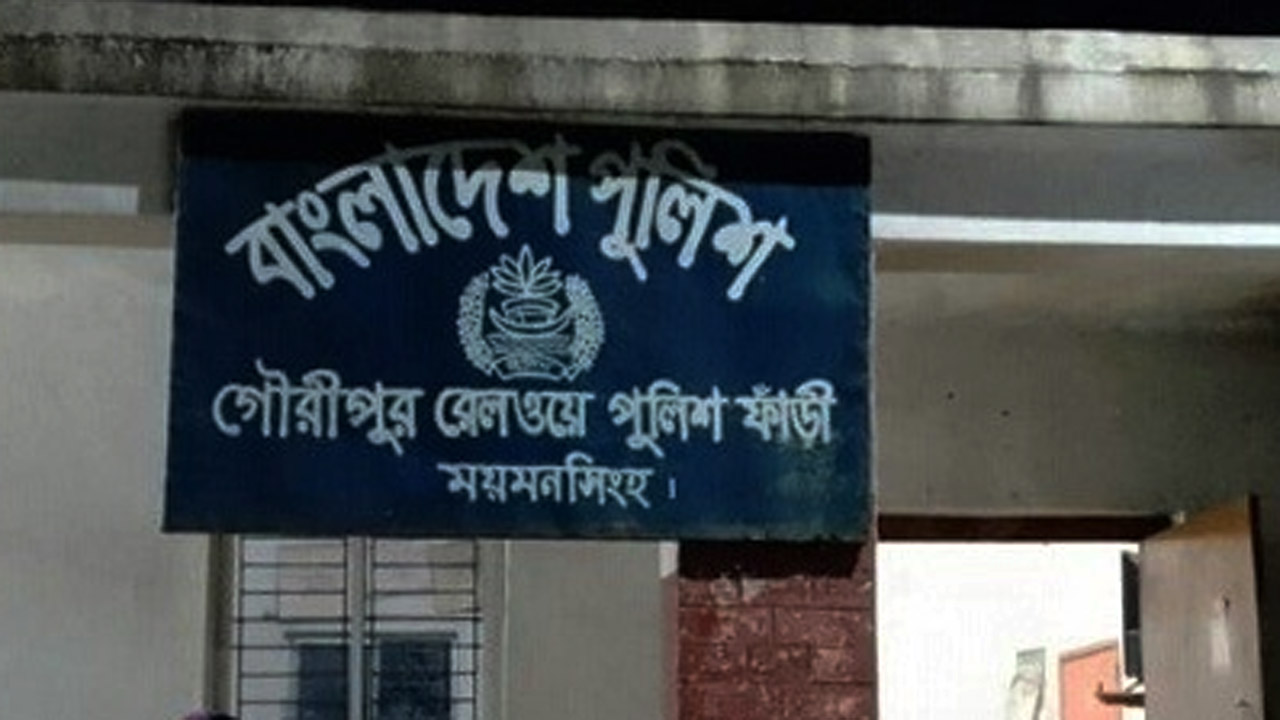 বাংলাদেশ পুলিশ
গৌরীপুর রেলওয়ে পুলিশ ফাঁড়ী
ময়মনসিংহ।